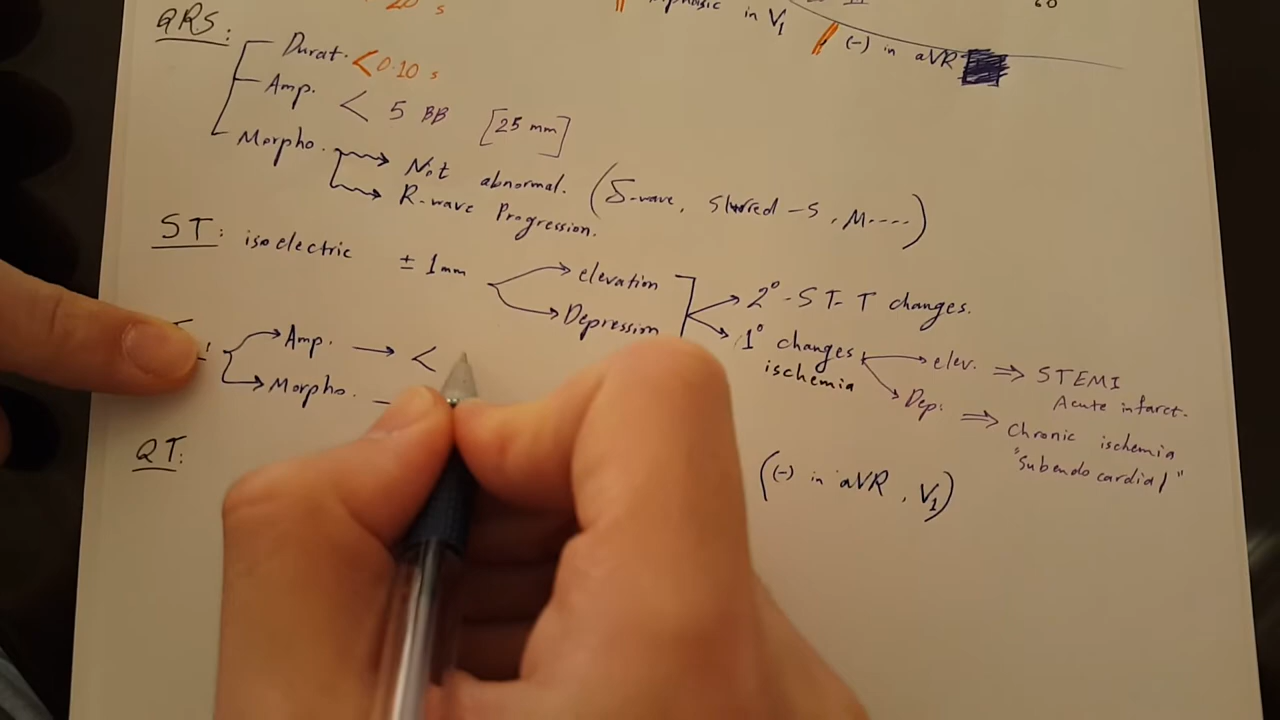 20 s
in V1
60
(-) in aVR
QRS:
Durat. <0.10 s
Amp. < 5 BB [25 mm]
Morpho. Not abnormal. (δ-wave, Slurred -S, M....)
R-wave Progression.
ST: isoelectric ± 1mm elevation
Depression
2° - ST-T changes.
1° changes
ischemia
elev. ⇒ STEMI
Acute infarct.
Dep. ⇒ Chronic ischemia
"Subendocardial"
Amp. → <
Morpho.
(-) in aVR, V1)
QT: